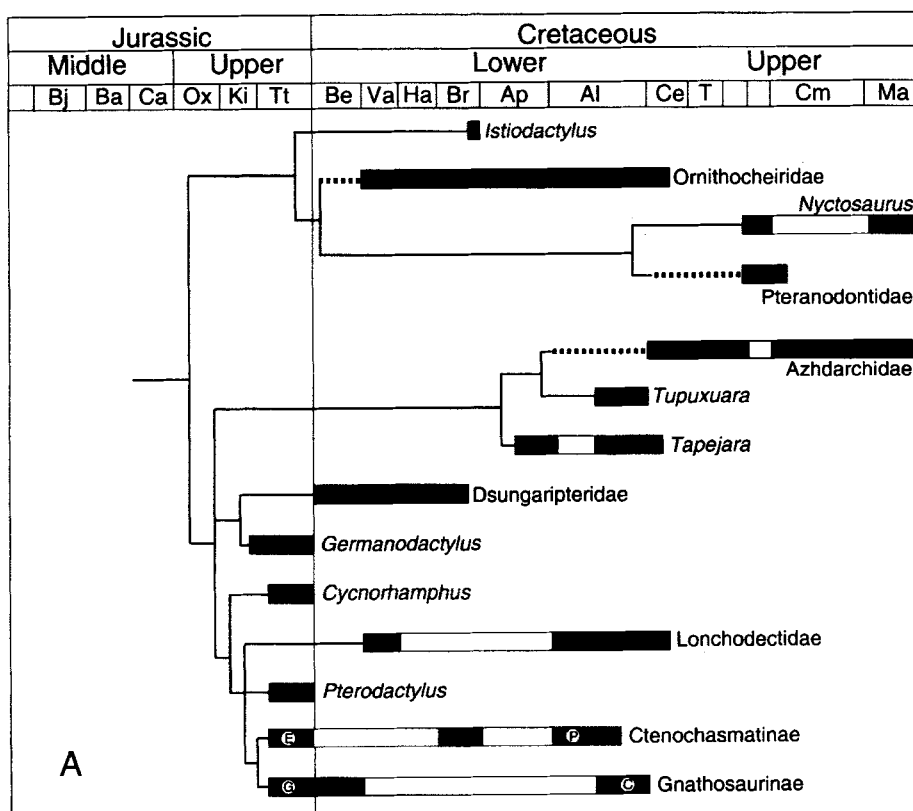 Jurassic Cretaceous
Middle Upper Lower Upper
Bj Ba Ca Ox Ki Tt Be Va Ha Br Ap Al Ce T Cm Ma
Istiodactylus
Ornithocheiridae
Nyctosaurus
Pteranodontidae
Azhdarchidae
Tupuxuara
Tapejara
Dsungaripteridae
Germanodactylus
Cycnorhamphus
Lonchodectidae
Pterodactylus
E P Ctenochasmatinae
A
G C Gnathosaurinae